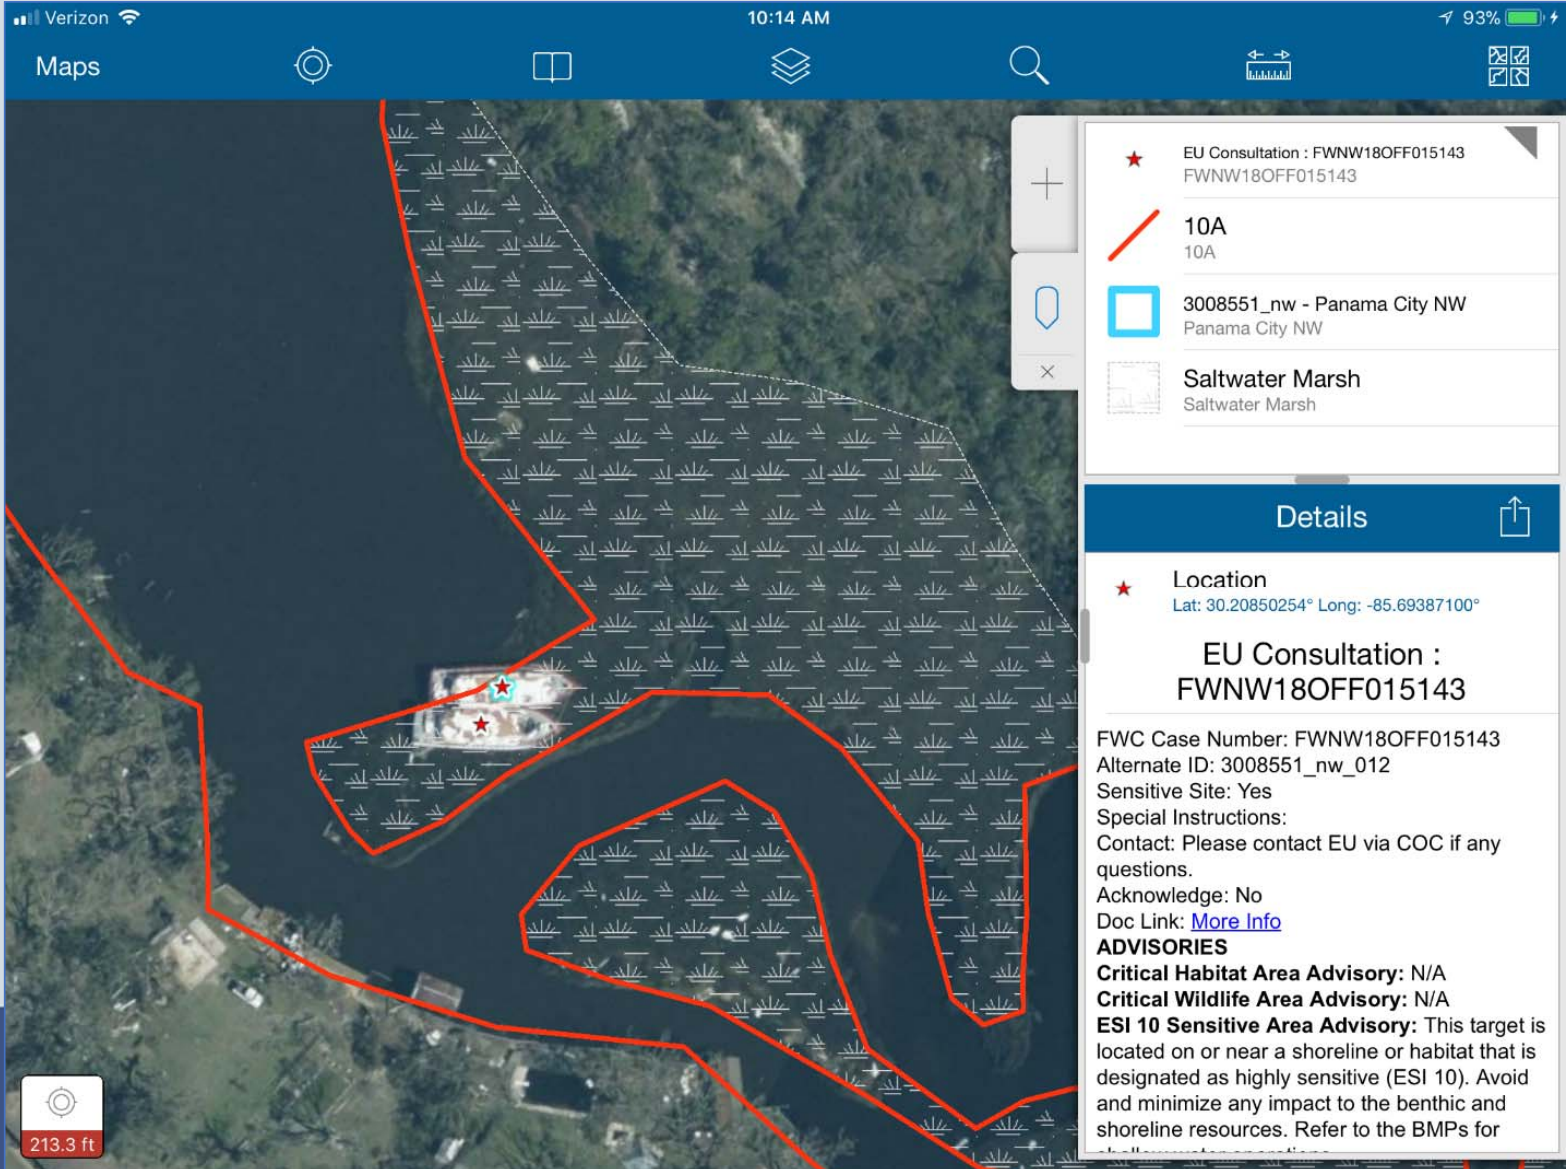 Verizon
10:14 AM
93%
Maps
EU Consultation : FWNW18OFF015143
FWNW18OFF015143
10A
10A
3008551_nw - Panama City NW
Panama City NW
Saltwater Marsh
Saltwater Marsh
Details
Location
Lat: 30.20850254° Long: -85.69387100°
EU Consultation :
FWNW18OFF015143
FWC Case Number: FWNW18OFF015143
Alternate ID: 3008551_nw_012
Sensitive Site: Yes
Special Instructions:
Contact: Please contact EU via COC if any
questions.
Acknowledge: No
Doc Link: More Info
ADVISORIES
Critical Habitat Area Advisory: N/A
Critical Wildlife Area Advisory: N/A
ESI 10 Sensitive Area Advisory: This target is
located on or near a shoreline or habitat that is
designated as highly sensitive (ESI 10). Avoid
and minimize any impact to the benthic and
shoreline resources. Refer to the BMPs for
213.3 ft